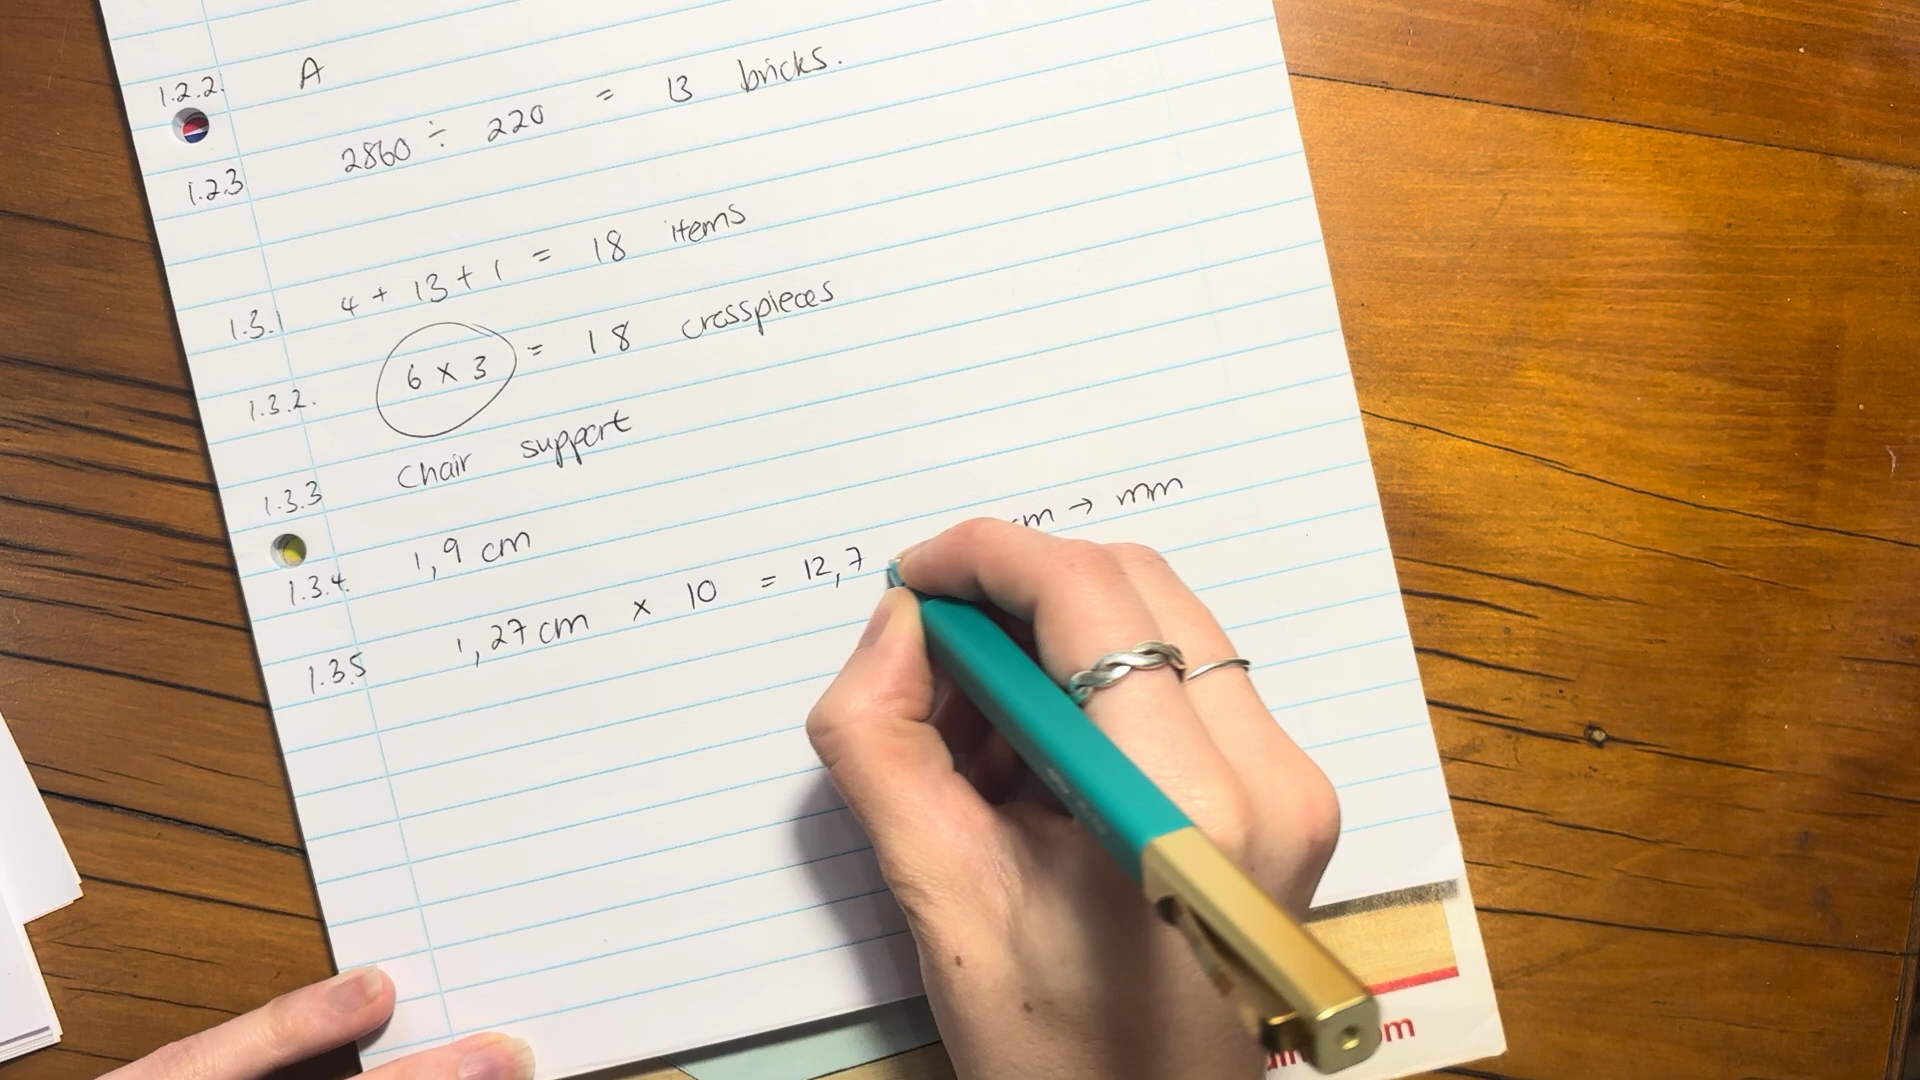 1.2.2. A
1.2.3 2860 ÷ 220 = 13 bricks.
1.3.1 4 + 13 + 1 = 18 items
1.3.2. 6 x 3 = 18 crosspieces
1.3.3 Chair support
1.3.4. 1,9 cm
cm → mm
1.3.5 1,27 cm x 10 = 12,7